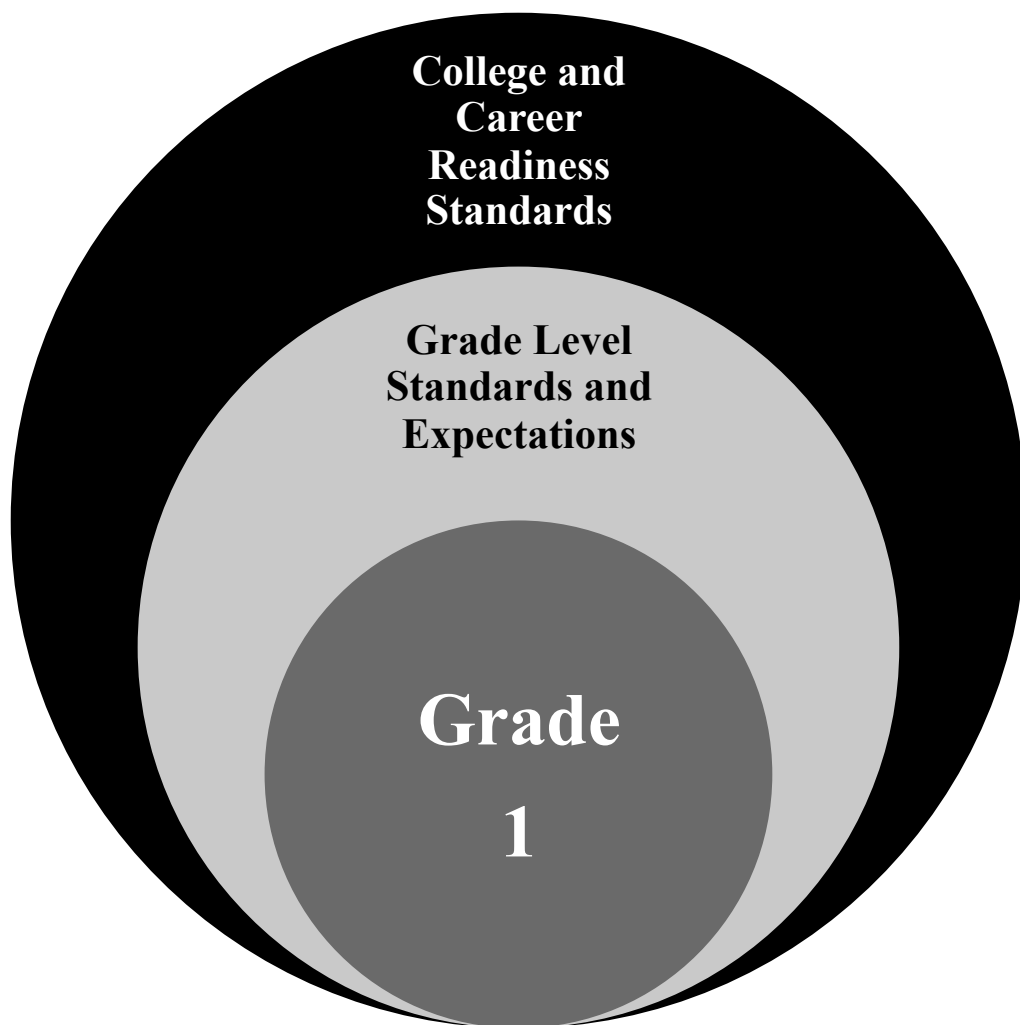 College and
Career
Readiness
Standards
Grade Level
Standards and
Expectations
Grade
1